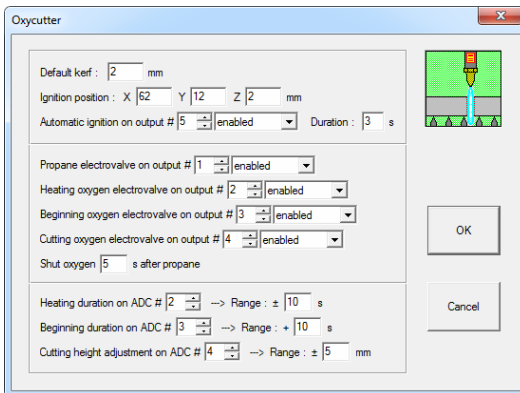 Oxycutter
Default kerf : 2 mm
Ignition position : X 62 Y 12 Z 2 mm
Automatic ignition on output # 5 enabled Duration : 3 s
Propane electrovalve on output # 1 enabled
Heating oxygen electrovalve on output # 2 enabled
Beginning oxygen electrovalve on output # 3 enabled
Cutting oxygen electrovalve on output # 4 enabled
Shut oxygen 5 s after propane
Heating duration on ADC # 2 --> Range : ± 10 s
Beginning duration on ADC # 3 --> Range : + 10 s
Cutting height adjustment on ADC # 4 --> Range : ± 5 mm
OK
Cancel